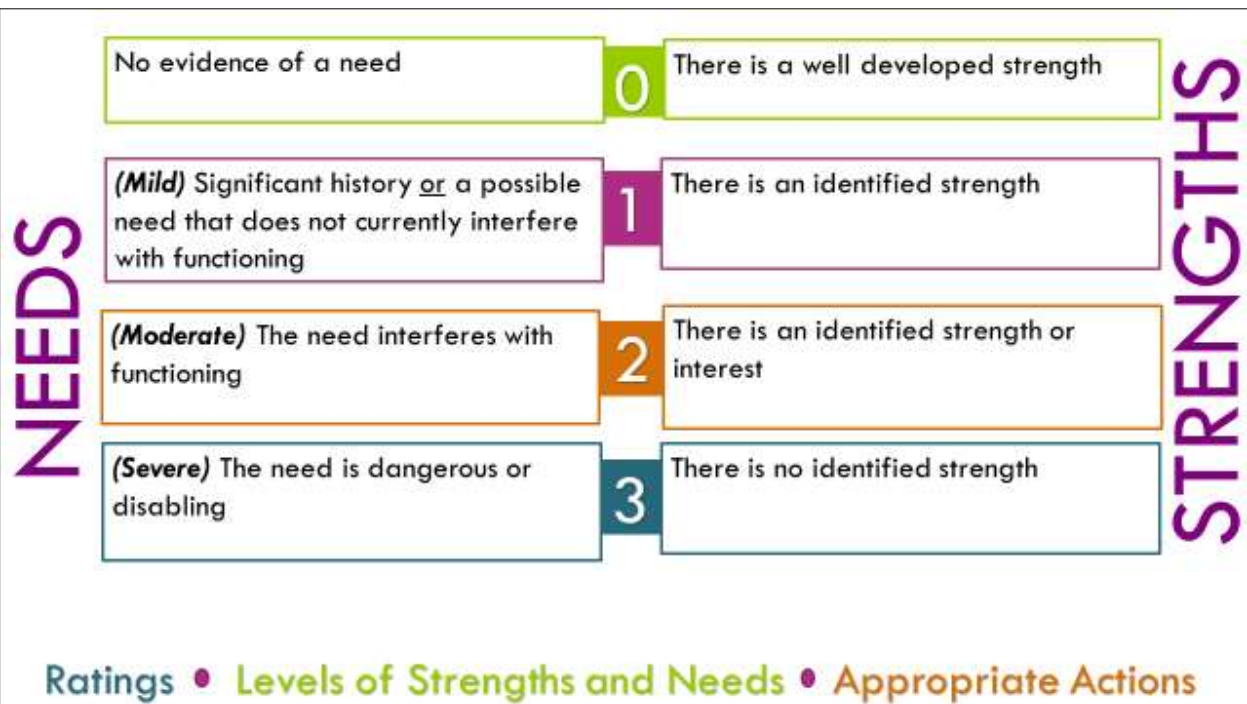 NEEDS
No evidence of a need
0
There is a well developed strength
STRENGTHS
(Mild) Significant history or a possible
need that does not currently interfere
with functioning
1
There is an identified strength
(Moderate) The need interferes with
functioning
2
There is an identified strength or
interest
(Severe) The need is dangerous or
disabling
3
There is no identified strength
Ratings • Levels of Strengths and Needs • Appropriate Actions